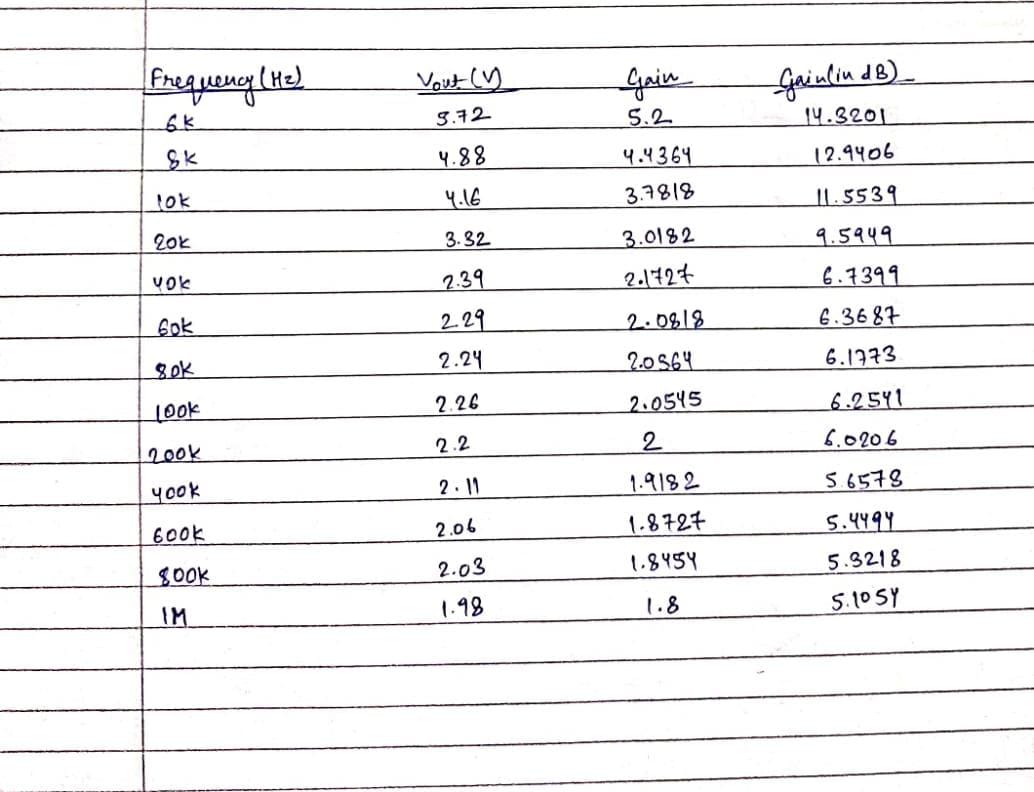 Frequency (Hz) Vout (V) Gain Gain (in dB)
6k 5.72 5.2 14.3201
8k 4.88 4.4364 12.9406
10k 4.16 3.7818 11.5539
20k 3.32 3.0182 9.5949
40k 2.39 2.1727 6.7399
60k 2.29 2.0818 6.3687
80k 2.24 2.0364 6.1773
100k 2.26 2.0545 6.2541
200k 2.2 2 6.0206
400k 2.11 1.9182 5.6578
600k 2.06 1.8727 5.4494
800k 2.03 1.8454 5.3218
1M 1.98 1.8 5.1054